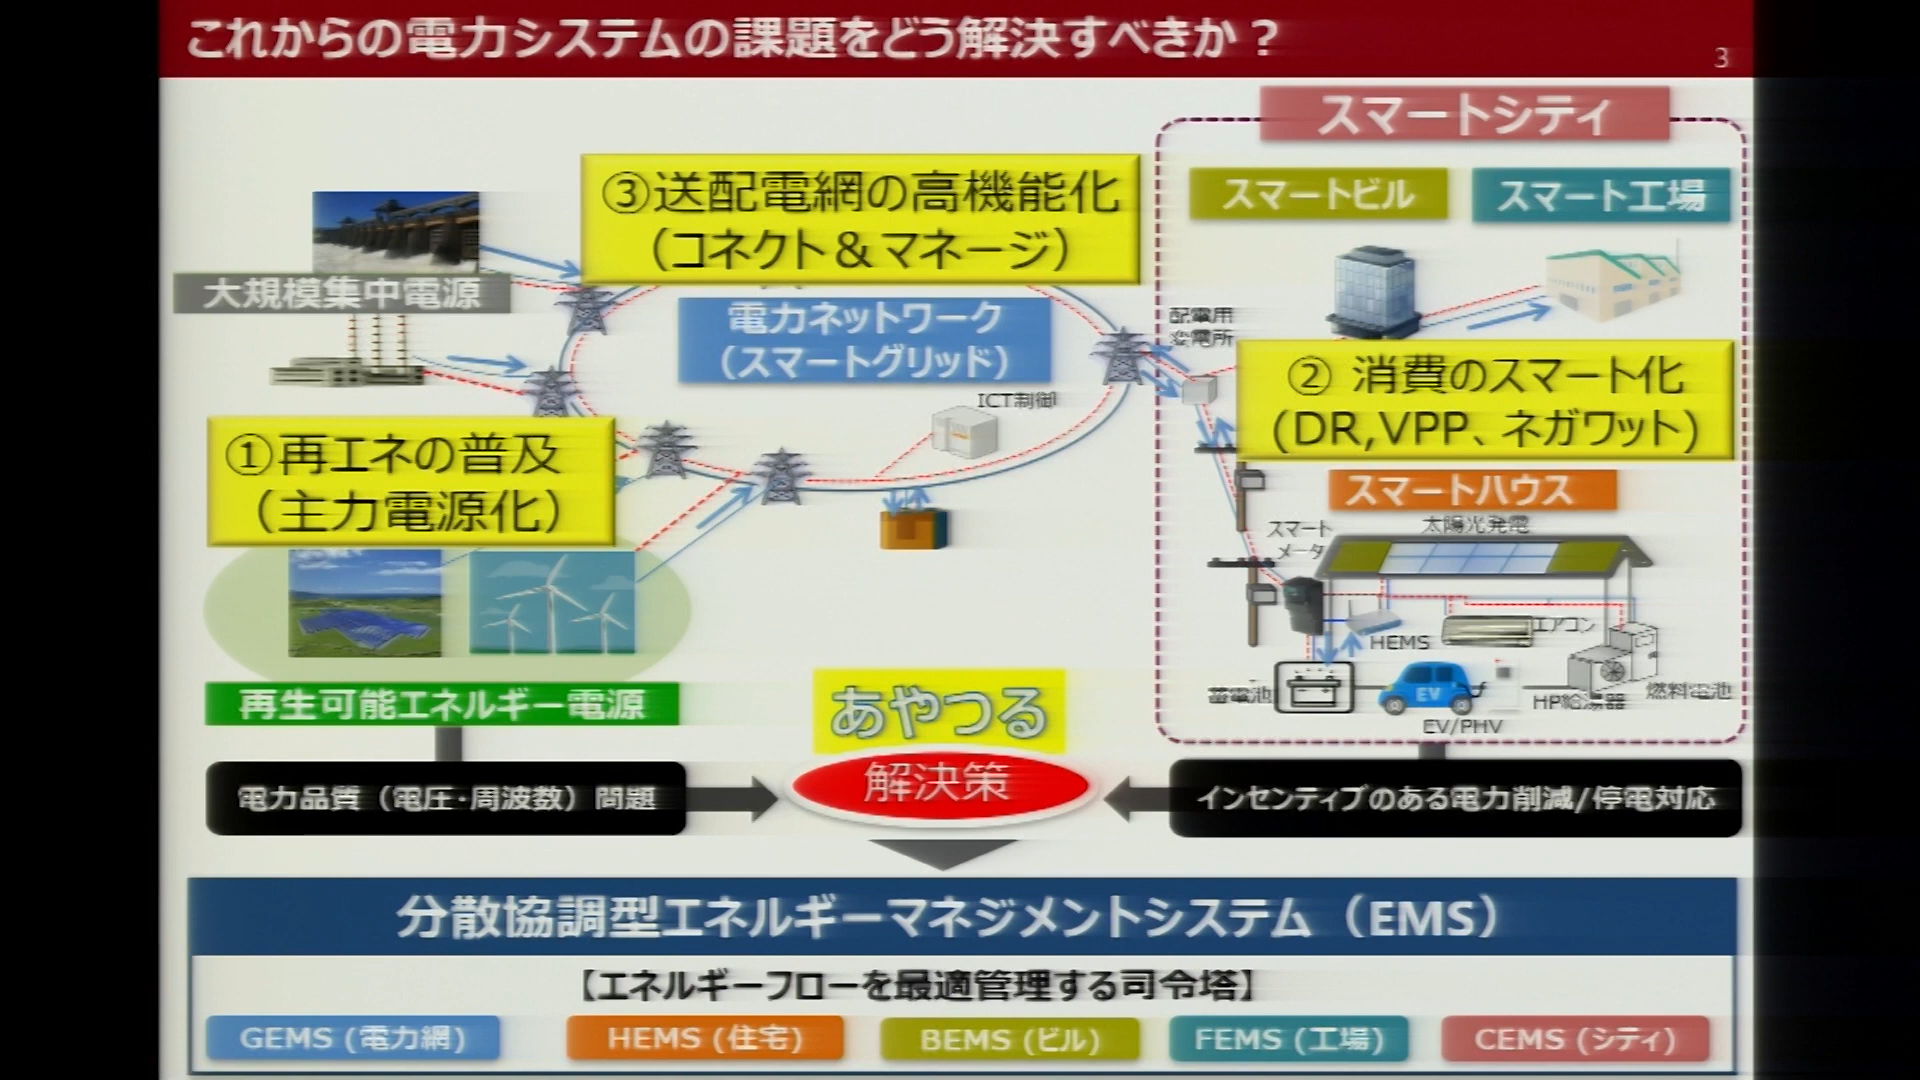 これからの電力システムの課題をどう解決すべきか？
3
スマートシティ
③送配電網の高機能化
（コネクト＆マネージ）
スマートビル
スマート工場
大規模集中電源
電力ネットワーク
（スマートグリッド）
配電用
変電所
ICT制御
② 消費のスマート化
（DR,VPP、ネガワット）
①再エネの普及
（主力電源化）
スマートハウス
太陽光発電
スマート
メータ
HEMS
エアコン
蓄電池
EV
EV/PHV
HP給湯器
燃料電池
再生可能エネルギー電源
あやつる
解決策
電力品質（電圧・周波数）問題
インセンティブのある電力削減/停電対応
分散協調型エネルギーマネジメントシステム（EMS）
【エネルギーフローを最適管理する司令塔】
GEMS (電力網)
HEMS (住宅)
BEMS (ビル)
FEMS (工場)
CEMS (シティ)